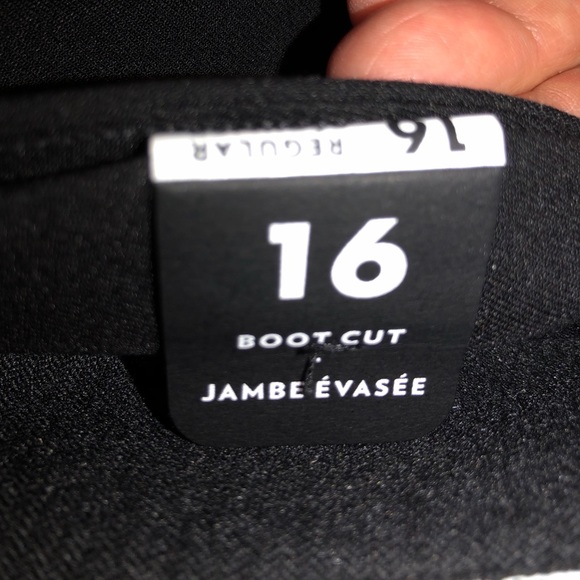 16 REGULAR
16
BOOT CUT
JAMBE ÉVASÉE